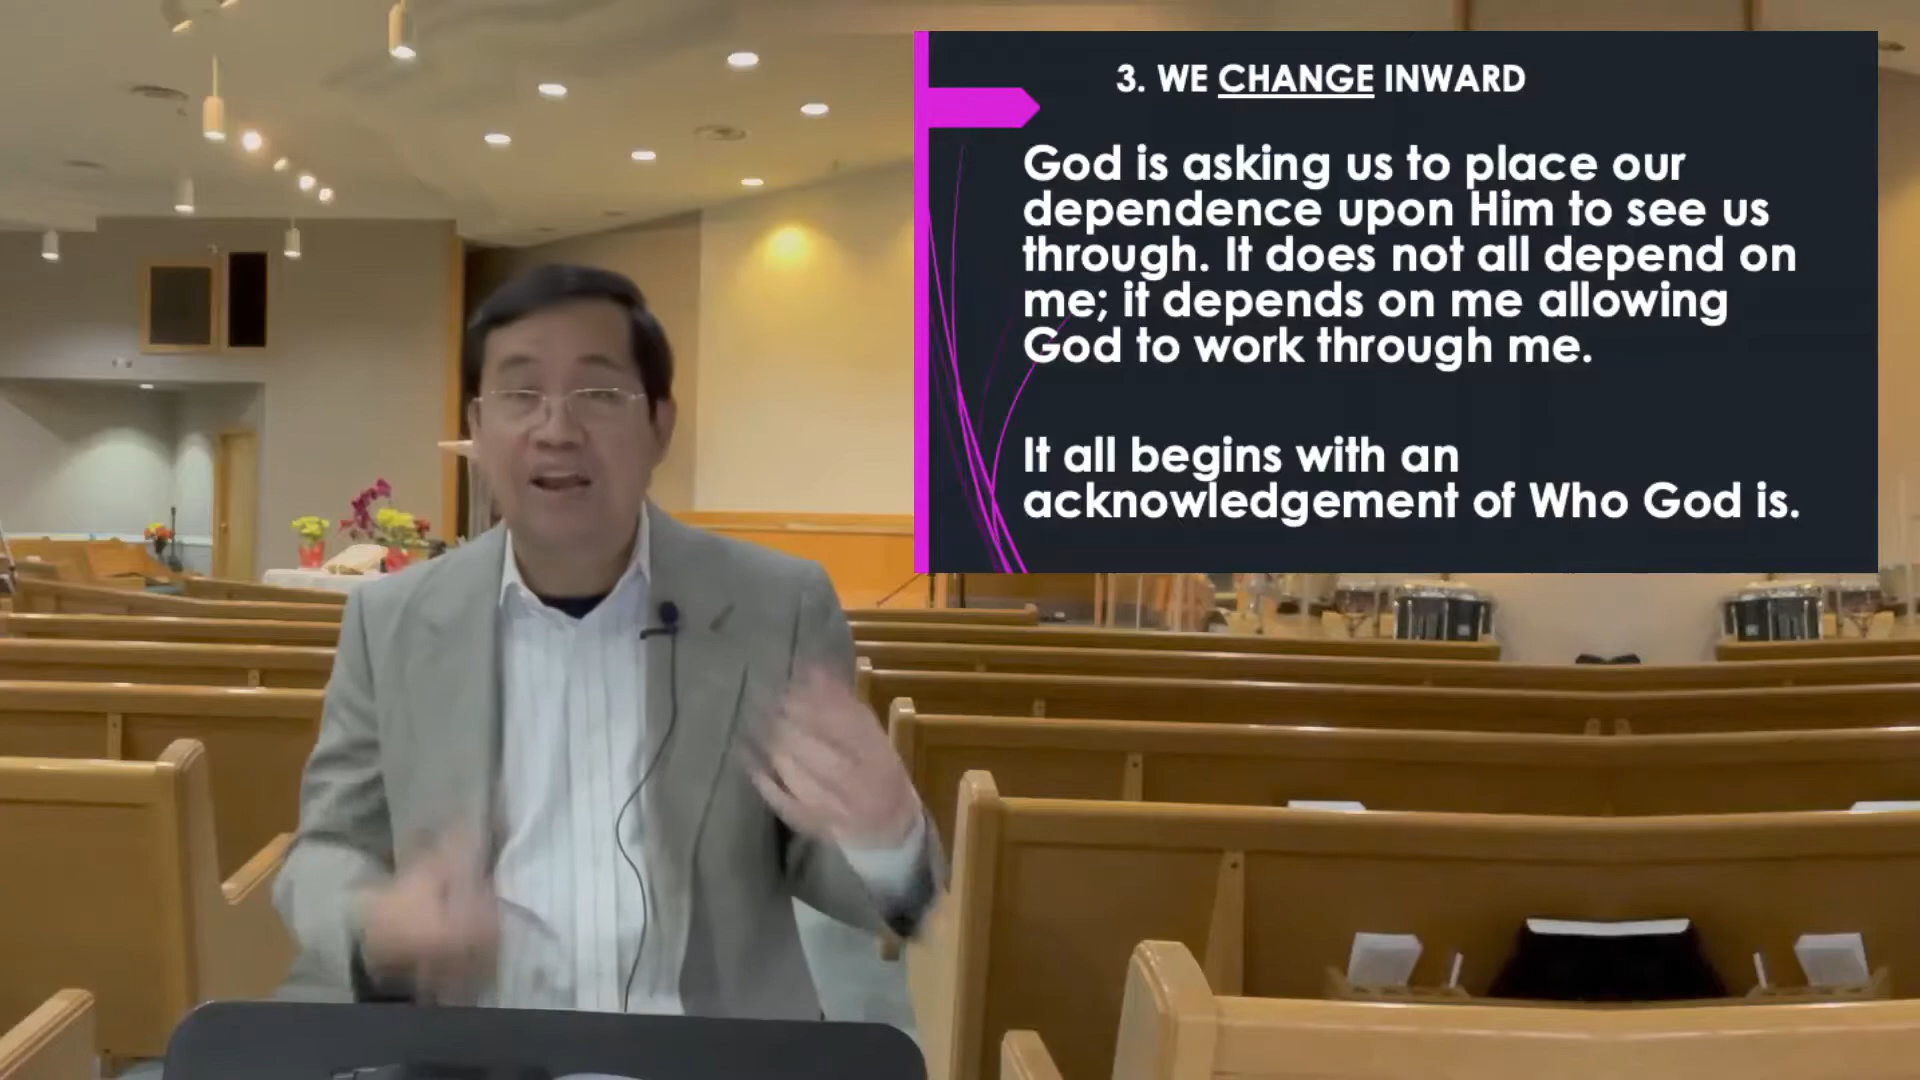 3. WE CHANGE INWARD
God is asking us to place our
dependence upon Him to see us
through. It does not all depend on
me; it depends on me allowing
God to work through me.
It all begins with an
acknowledgement of Who God is.